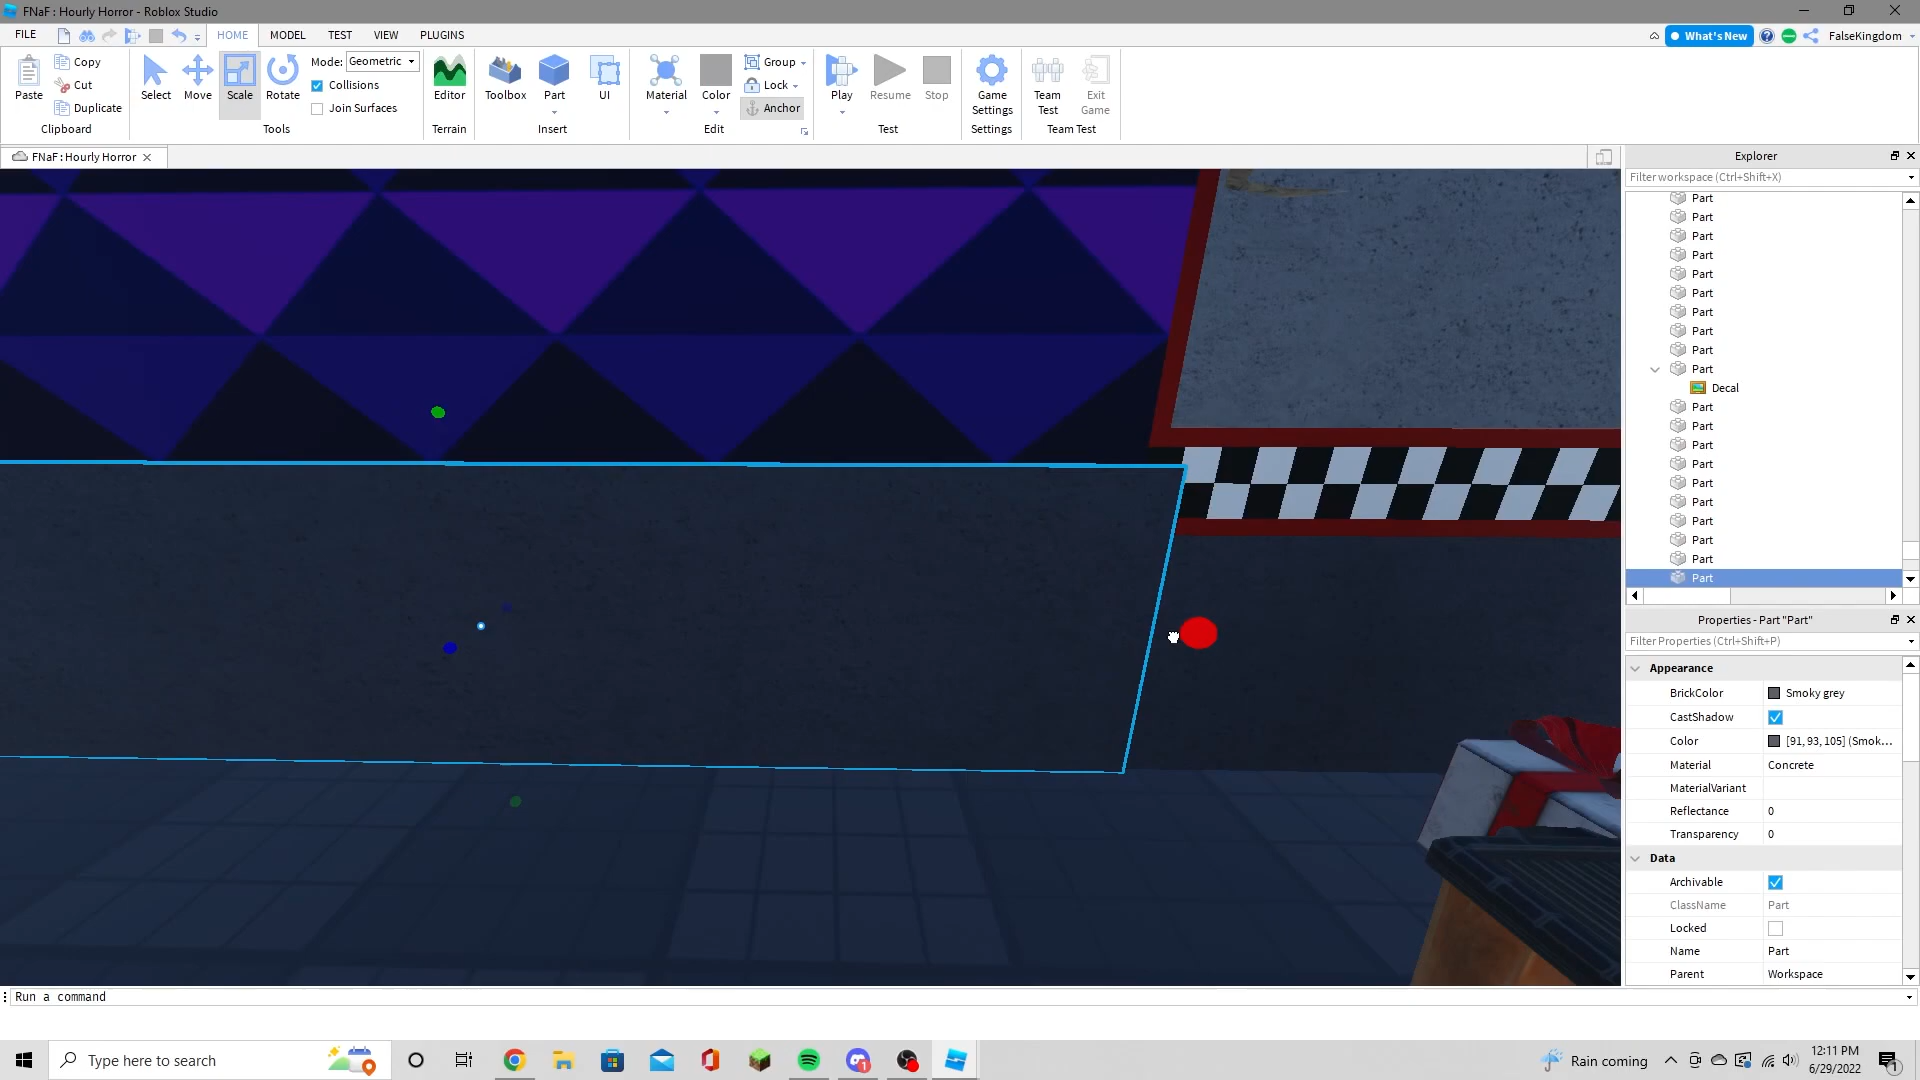 FNaF : Hourly Horror - Roblox Studio
FILE HOME MODEL TEST VIEW PLUGINS What's New FalseKingdom
Paste Copy Cut Duplicate Clipboard
Select Move Scale Rotate Mode: Geometric Collisions Join Surfaces Tools
Editor Terrain
Toolbox Part UI Insert
Material Color Group Lock Anchor Edit
Play Resume Stop Test
Game Settings Settings
Team Test Exit Game Team Test
FNaF : Hourly Horror
Explorer
Filter workspace (Ctrl+Shift+X)
Part
Part
Part
Part
Part
Part
Part
Part
Part
Part
Decal
Part
Part
Part
Part
Part
Part
Part
Part
Part
Part
Properties - Part "Part"
Filter Properties (Ctrl+Shift+P)
Appearance
BrickColor Smoky grey
CastShadow
Color [91, 93, 105] (Smok...
Material Concrete
MaterialVariant
Reflectance 0
Transparency 0
Data
Archivable
ClassName Part
Locked
Name Part
Parent Workspace
Run a command
Type here to search
1
Rain coming
12:11 PM
6/29/2022
1